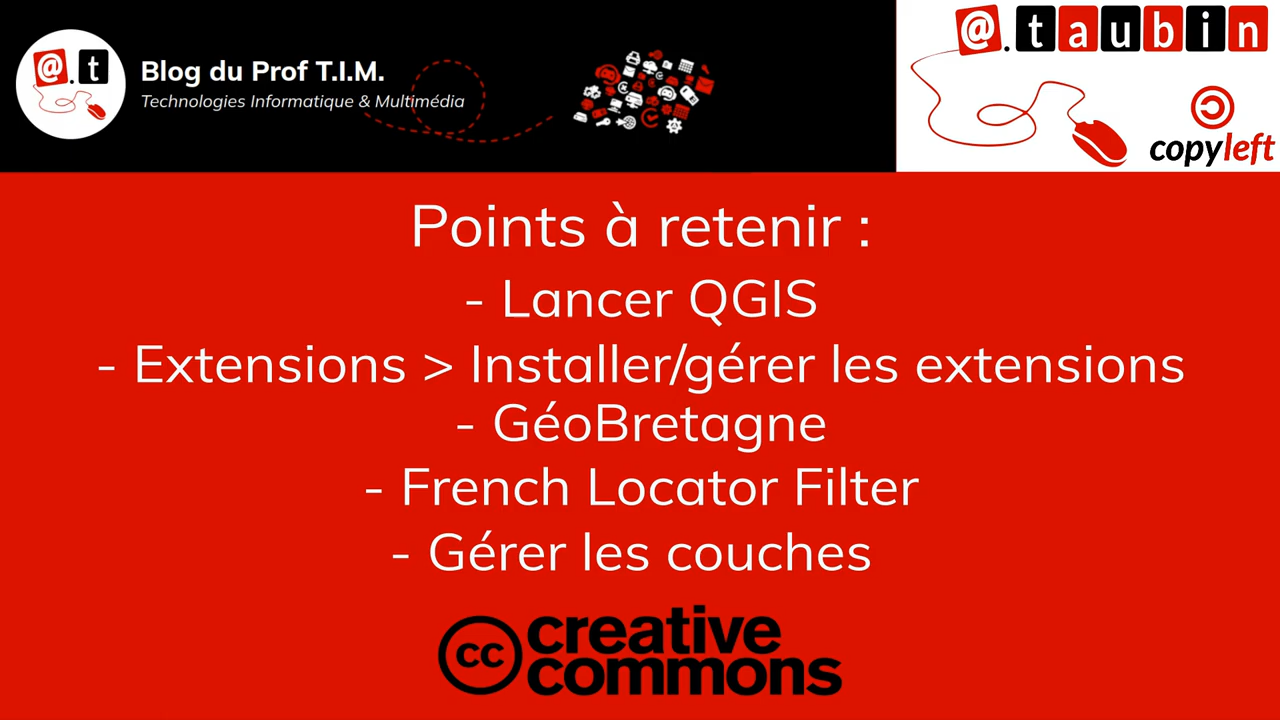 @.t
Blog du Prof T.I.M.
Technologies Informatique & Multimédia
@.taubin
copyleft
Points à retenir :
- Lancer QGIS
- Extensions > Installer/gérer les extensions
- GéoBretagne
- French Locator Filter
- Gérer les couches
cc creative
commons